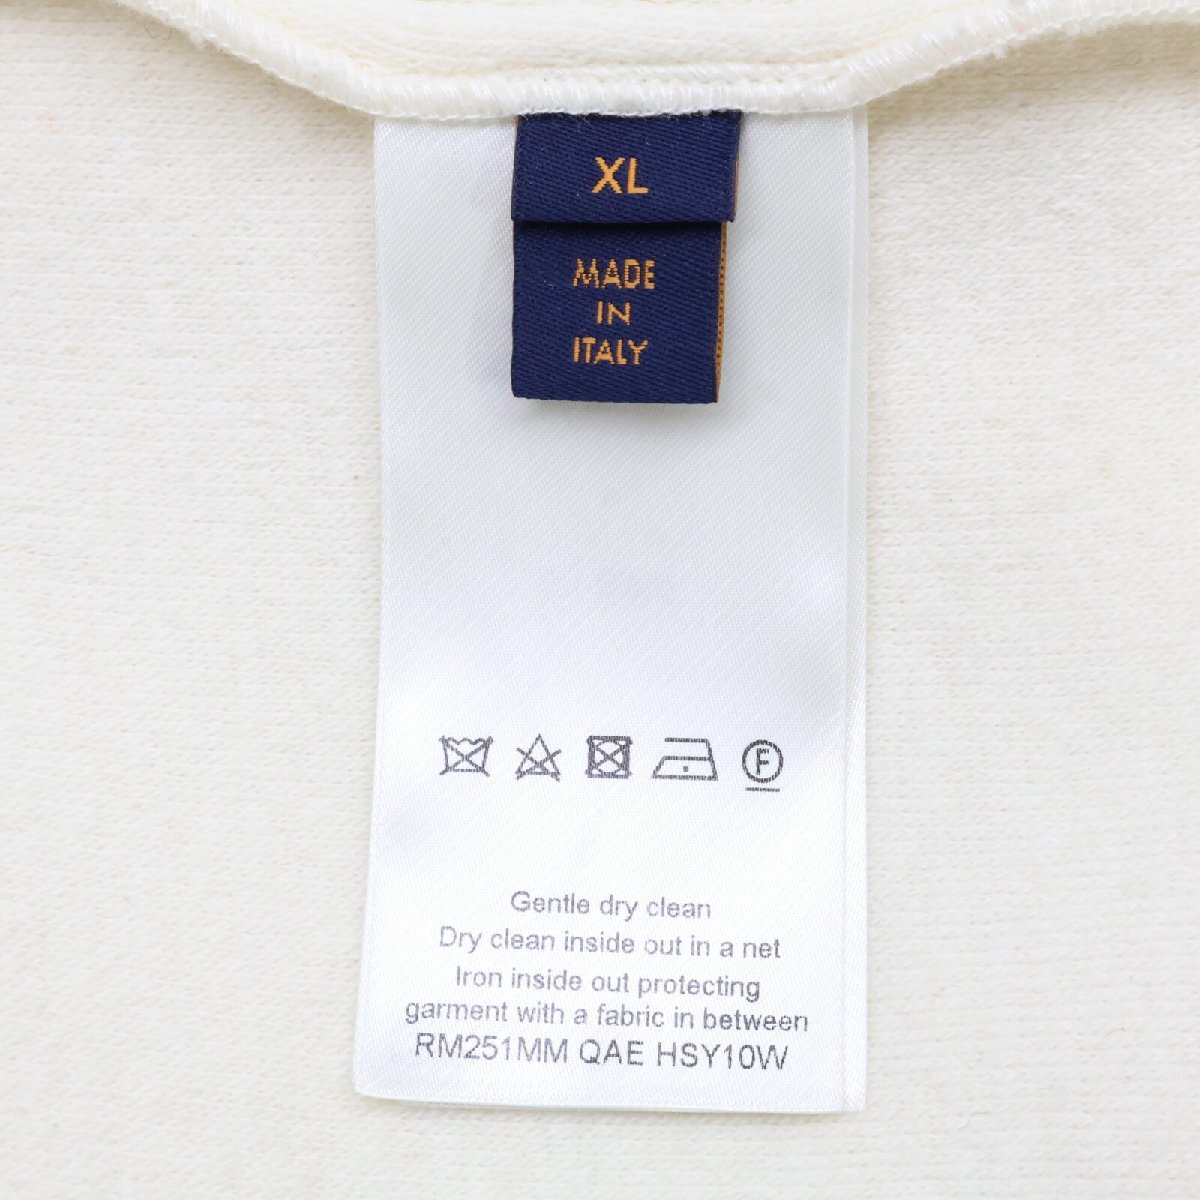 XL
MADE
IN
ITALY
F
Gentle dry clean
Dry clean inside out in a net
Iron inside out protecting
garment with a fabric in between
RM251MM QAE HSY10W